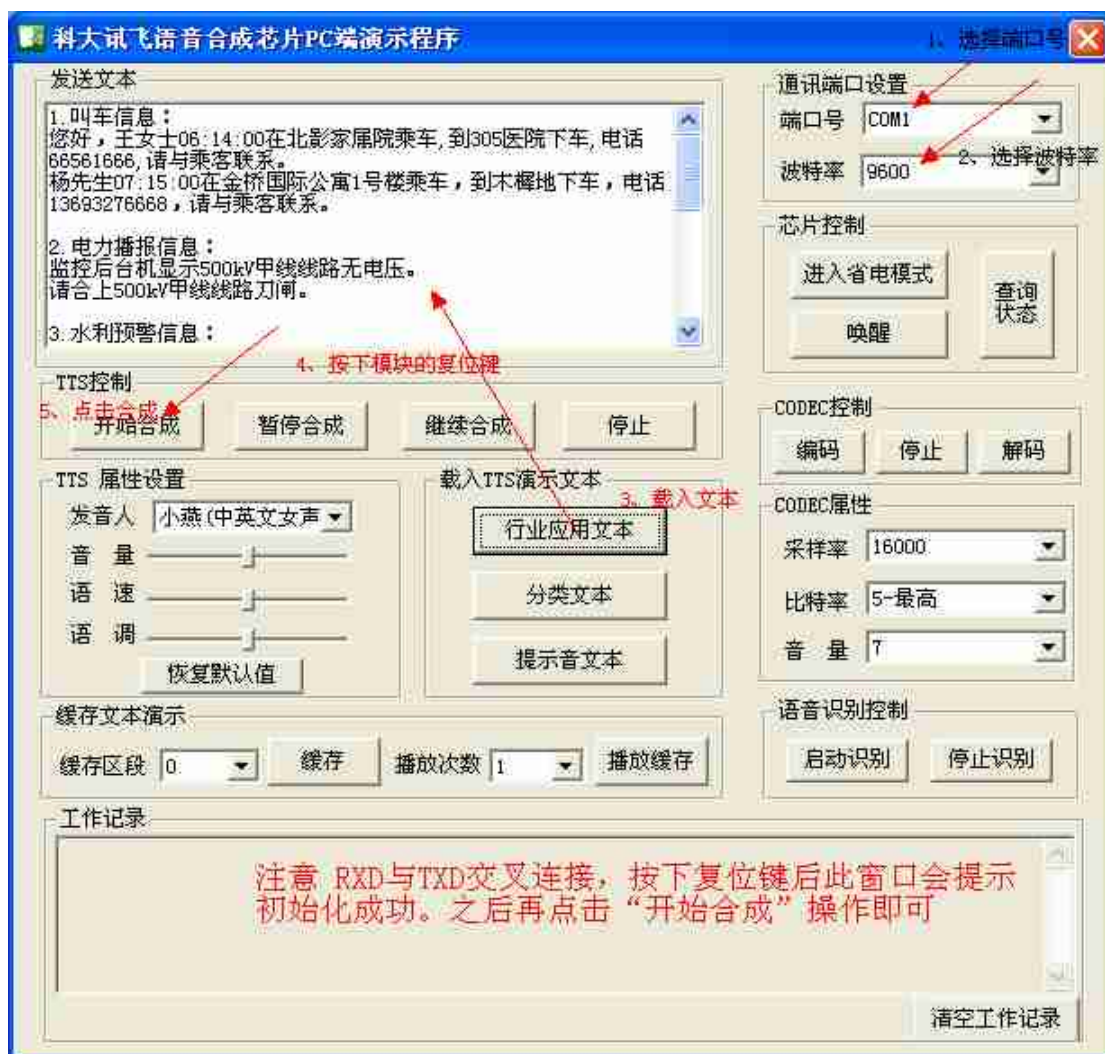 科大讯飞语音合成芯片PC端演示程序
1、选择端口号
发送文本
1.叫车信息：
您好，王女士06:14:00在北影家属院乘车,到305医院下车,电话
66561666,请与乘客联系。
杨先生07:15:00在金桥国际公寓1号楼乘车，到木樨地下车，电话
13693276668，请与乘客联系。
2.电力播报信息：
监控后台机显示500kV甲线线路无电压。
请合上500kV甲线线路刀闸。
3.水利预警信息：
通讯端口设置
端口号 COM1
2、选择波特率
波特率 9600
芯片控制
进入省电模式
唤醒
查询
状态
4、按下模块的复位键
TTS控制
5、点击合成
开始合成 暂停合成 继续合成 停止
CODEC控制
编码 停止 解码
TTS 属性设置
发音人 小燕(中英文女声
音 量
语 速
语 调
恢复默认值
载入TTS演示文本
3、载入文本
行业应用文本
分类文本
提示音文本
CODEC属性
采样率 16000
比特率 5-最高
音 量 7
缓存文本演示
缓存区段 0 缓存 播放次数 1 播放缓存
语音识别控制
启动识别 停止识别
工作记录
注意 RXD与TXD交叉连接，按下复位键后此窗口会提示
初始化成功。之后再点击“开始合成”操作即可
清空工作记录